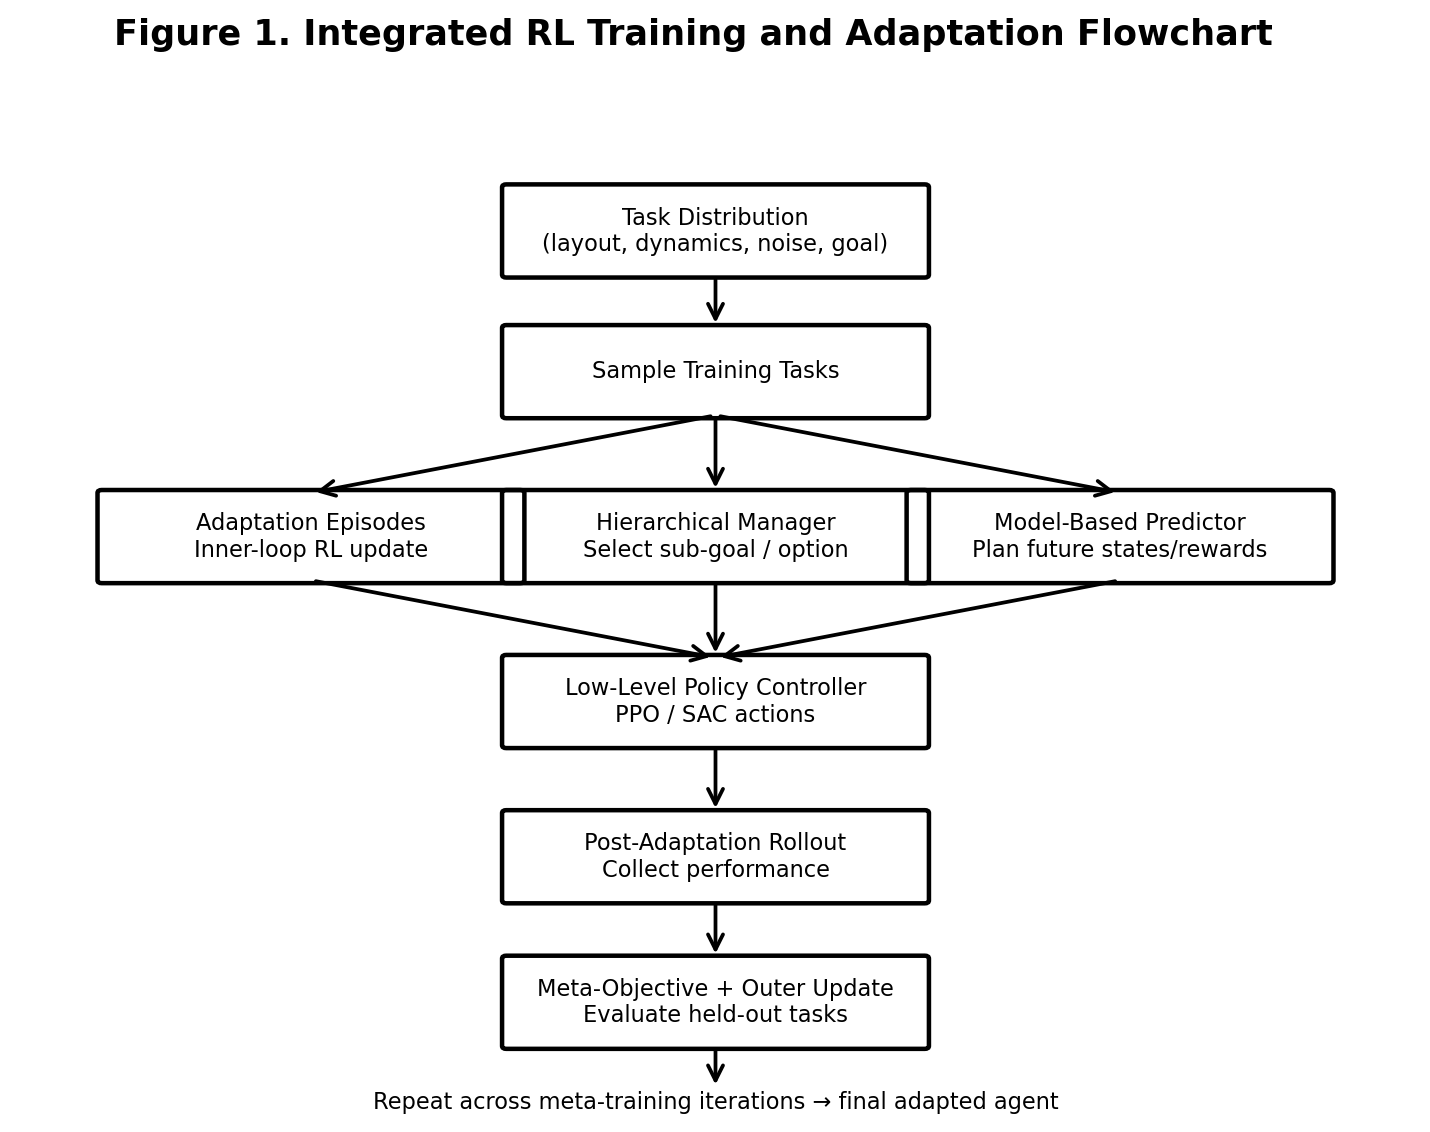 Figure 1. Integrated RL Training and Adaptation Flowchart
Task Distribution
(layout, dynamics, noise, goal)
Sample Training Tasks
Adaptation Episodes
Inner-loop RL update
Hierarchical Manager
Select sub-goal / option
Model-Based Predictor
Plan future states/rewards
Low-Level Policy Controller
PPO / SAC actions
Post-Adaptation Rollout
Collect performance
Meta-Objective + Outer Update
Evaluate held-out tasks
Repeat across meta-training iterations → final adapted agent